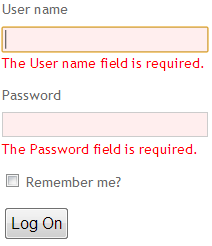 User name
The User name field is required.
Password
The Password field is required.
Remember me?
Log On